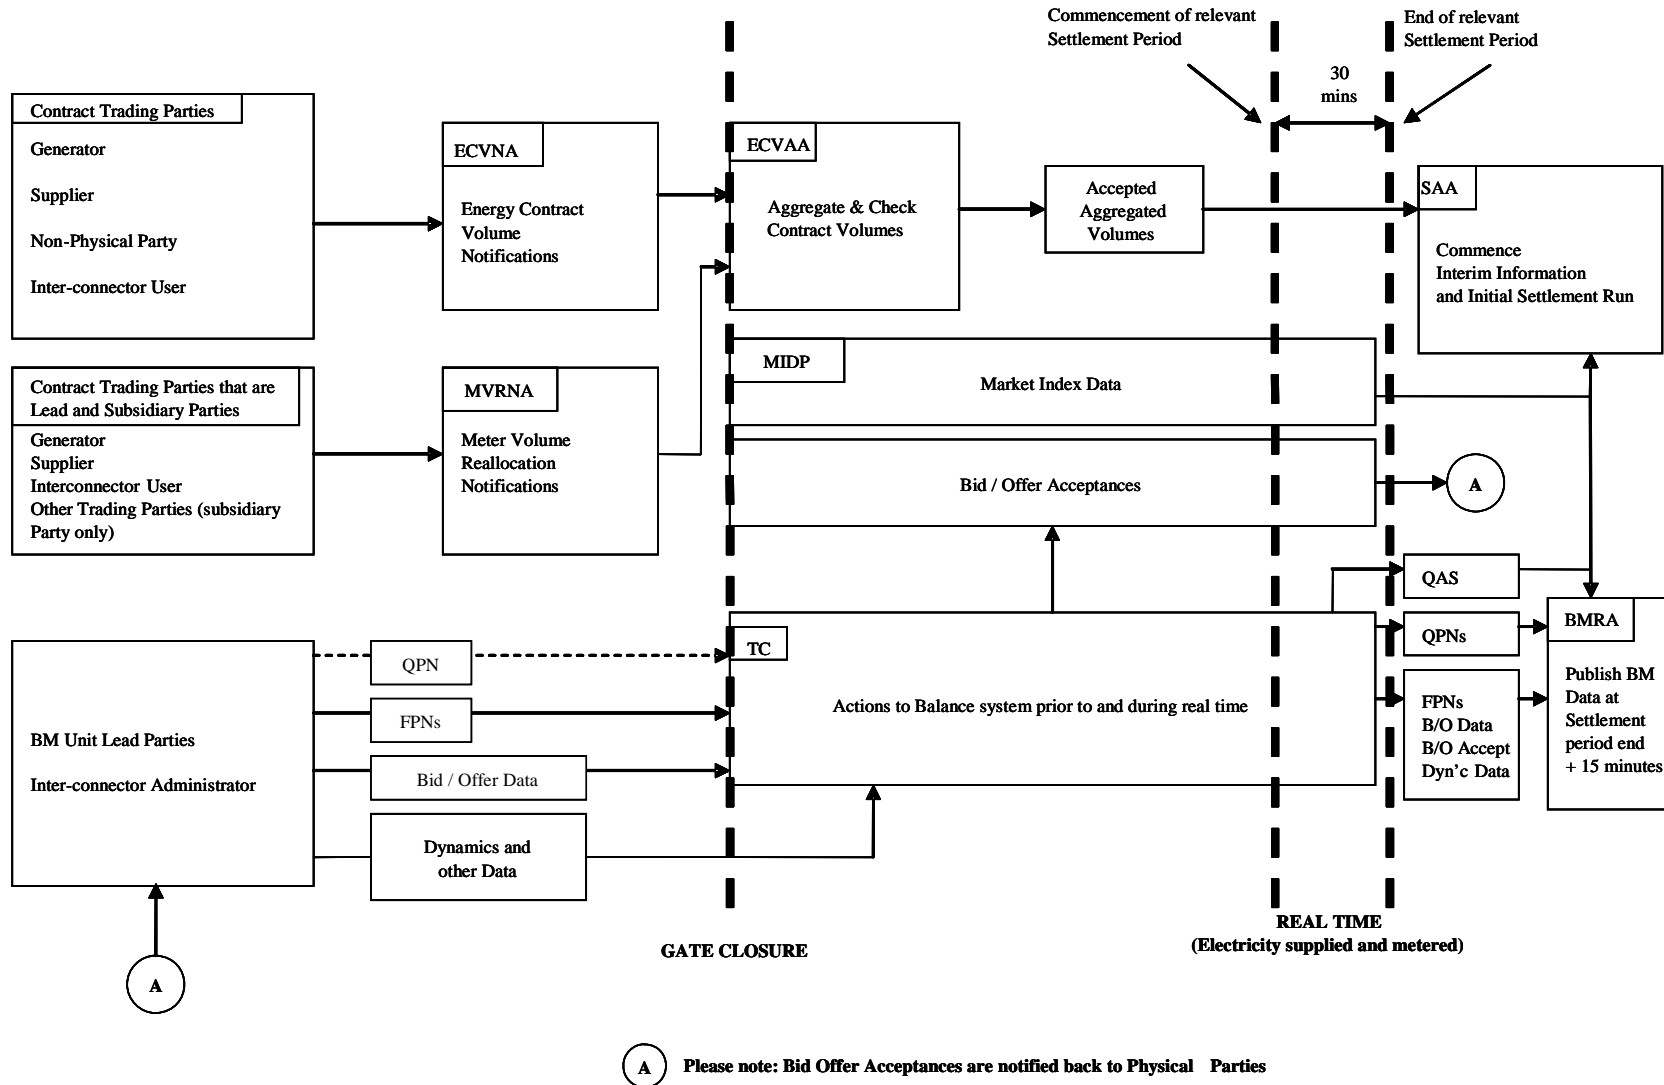 Commencement of relevant
Settlement Period
End of relevant
Settlement Period
30
mins
Contract Trading Parties
Generator
Supplier
Non-Physical Party
Inter-connector User
ECVNA
Energy Contract
Volume
Notifications
ECVAA
Aggregate & Check
Contract Volumes
Accepted
Aggregated
Volumes
SAA
Commence
Interim Information
and Initial Settlement Run
Contract Trading Parties that are
Lead and Subsidiary Parties
Generator
Supplier
Interconnector User
Other Trading Parties (subsidiary
Party only)
MVRNA
Meter Volume
Reallocation
Notifications
MIDP
Market Index Data
Bid / Offer Acceptances
A
BM Unit Lead Parties
Inter-connector Administrator
QPN
FPNs
Bid / Offer Data
Dynamics and
other Data
TC
Actions to Balance system prior to and during real time
QAS
QPNs
FPNs
B/O Data
B/O Accept
Dyn’c Data
BMRA
Publish BM
Data at
Settlement
period end
+ 15 minutes
A
GATE CLOSURE
REAL TIME
(Electricity supplied and metered)
A Please note: Bid Offer Acceptances are notified back to Physical Parties